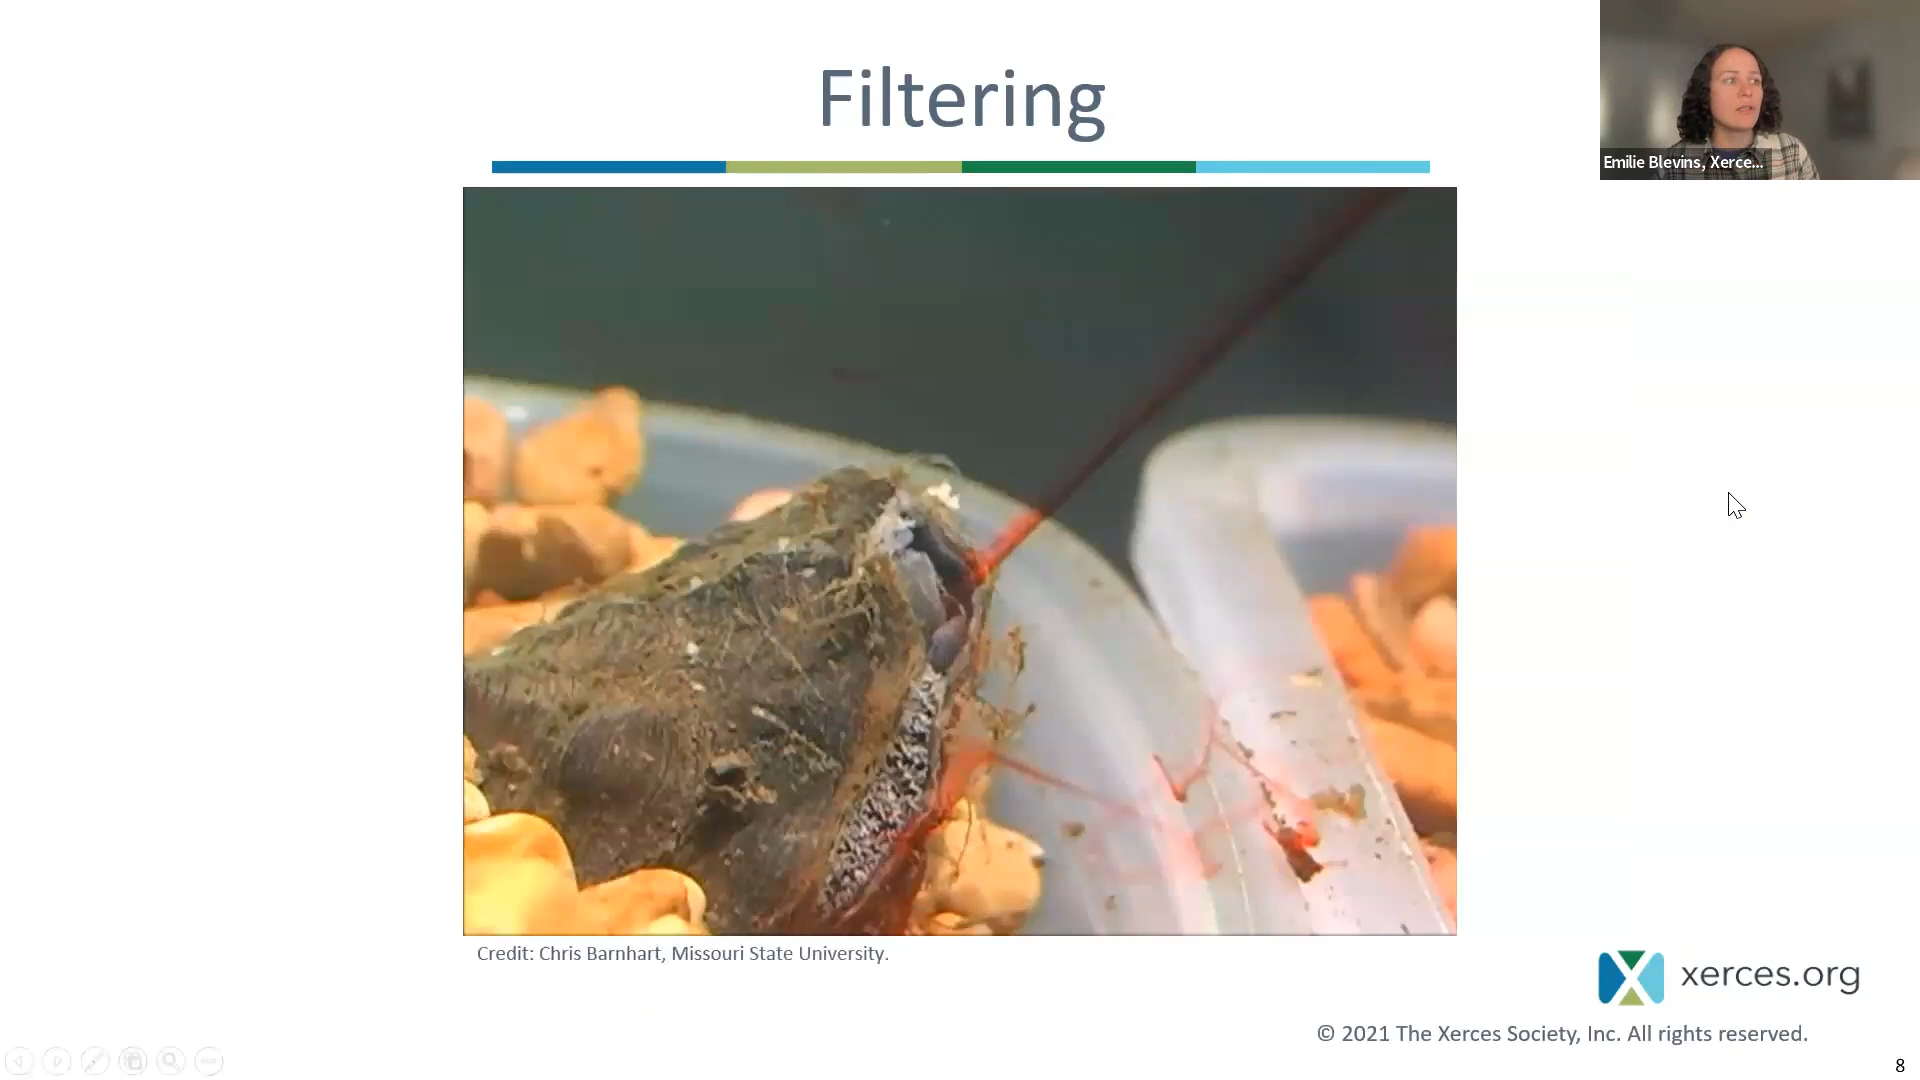 Filtering
Emilie Blevins, Xerce...
Credit: Chris Barnhart, Missouri State University.
xerces.org
© 2021 The Xerces Society, Inc. All rights reserved.
8